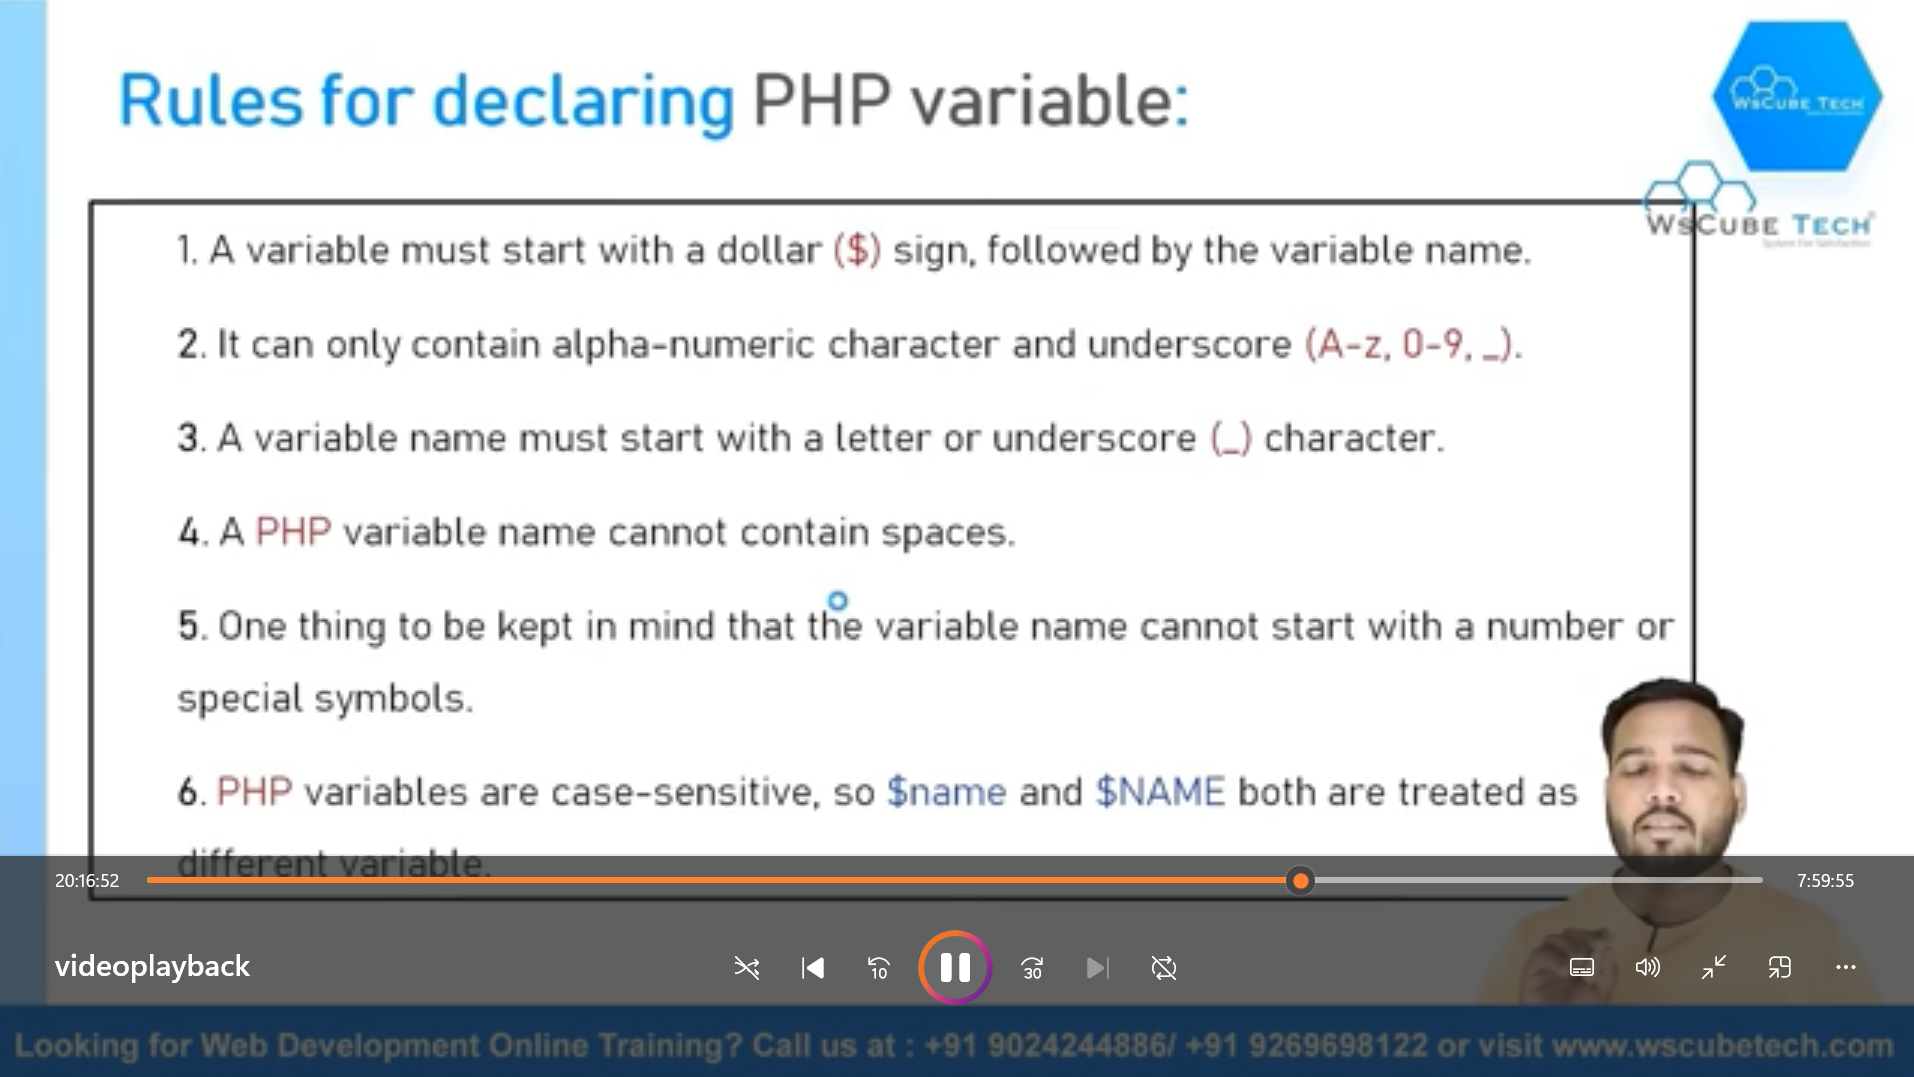 Rules for declaring PHP variable:
WsCube Tech
WsCube Tech
1. A variable must start with a dollar ($) sign, followed by the variable name.
2. It can only contain alpha-numeric character and underscore (A-z, 0-9, _).
3. A variable name must start with a letter or underscore (_) character.
4. A PHP variable name cannot contain spaces.
5. One thing to be kept in mind that the variable name cannot start with a number or
special symbols.
6. PHP variables are case-sensitive, so $name and $NAME both are treated as
different variable.
20:16:52
7:59:55
videoplayback
10
30
Looking for Web Development Online Training? Call us at : +91 9024244886/ +91 9269698122 or visit www.wscubetech.com